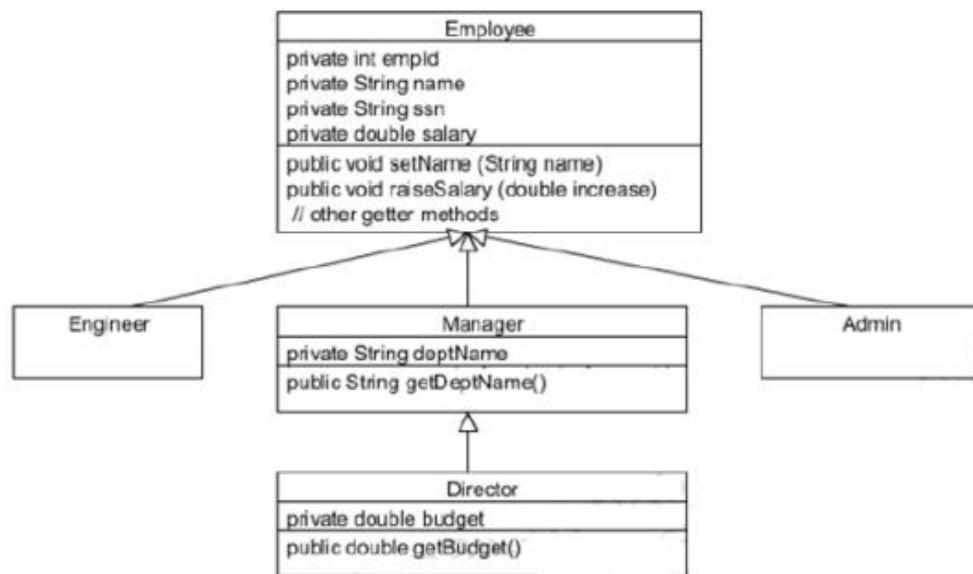 Employee
private int empId
private String name
private String ssn
private double salary
public void setName (String name)
public void raiseSalary (double increase)
// other getter methods
Engineer
Manager
Admin
private String deptName
public String getDeptName()
Director
private double budget
public double getBudget()